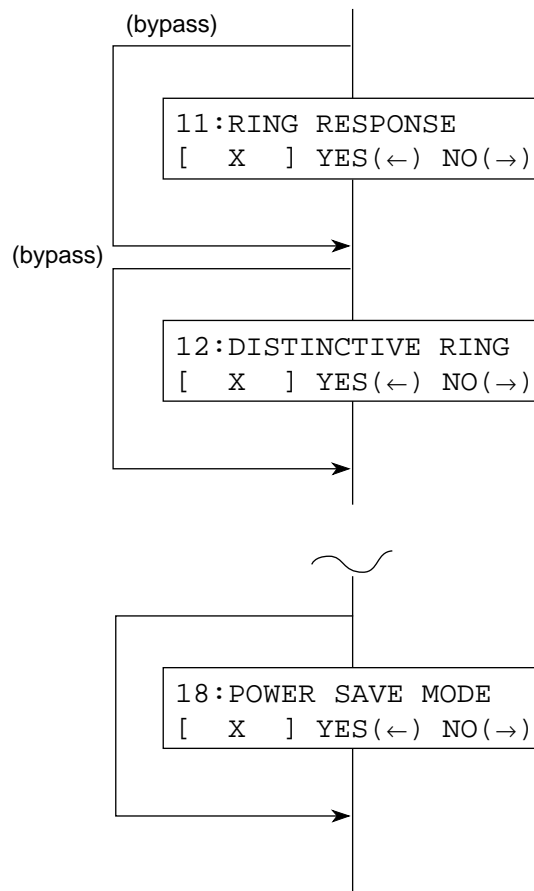 (bypass)
11:RING RESPONSE
[  X  ] YES(←) NO(→)
(bypass)
12:DISTINCTIVE RING
[  X  ] YES(←) NO(→)
18:POWER SAVE MODE
[  X  ] YES(←) NO(→)